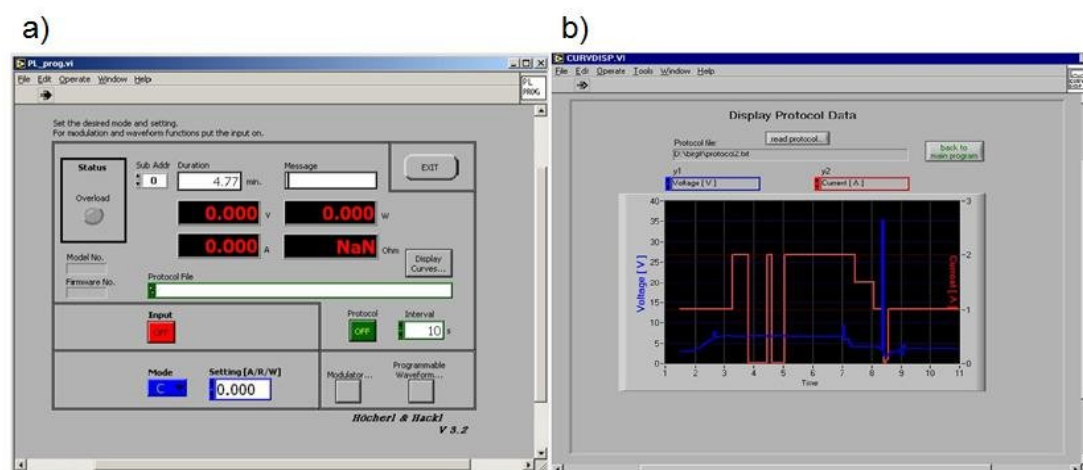 a)
b)
PL_prog.vi
File Edit Operate Window Help
PL
PROG
Set the desired mode and setting.
For modulation and waveform functions put the input on.
Status
Overload
Sub Addr
0
Duration
4.77 min.
Message
EXIT
0.000 V
0.000 W
0.000 A
NaN Ohm
Model No.
Firmware No.
Display
Curves...
Protocol File
Input
OFF
Protocol
OFF
Interval
10 s
Mode
C
Setting [A/R/W]
0.000
Modulator...
Programmable
Waveform...
Höcherl & Hackl
V 3.2
CURVDISP.VI
File Edit Operate Tools Window Help
Display Protocol Data
Protocol file:
read protocol...
D:\birgit\protocol2.txt
back to
main program
y1
Voltage [ V ]
y2
Current [ A ]
Voltage [ V ]
40
35
30
25
20
15
10
5
0
3
2
1
0
Current [ A ]
1 2 3 4 5 6 7 8 9 10 11
Time